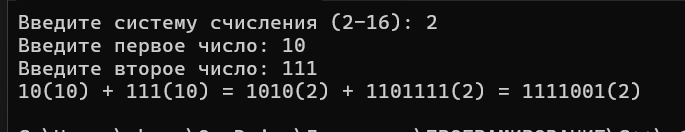 Введите систему счисления (2-16): 2
Введите первое число: 10
Введите второе число: 111
10(10) + 111(10) = 1010(2) + 1101111(2) = 1111001(2)